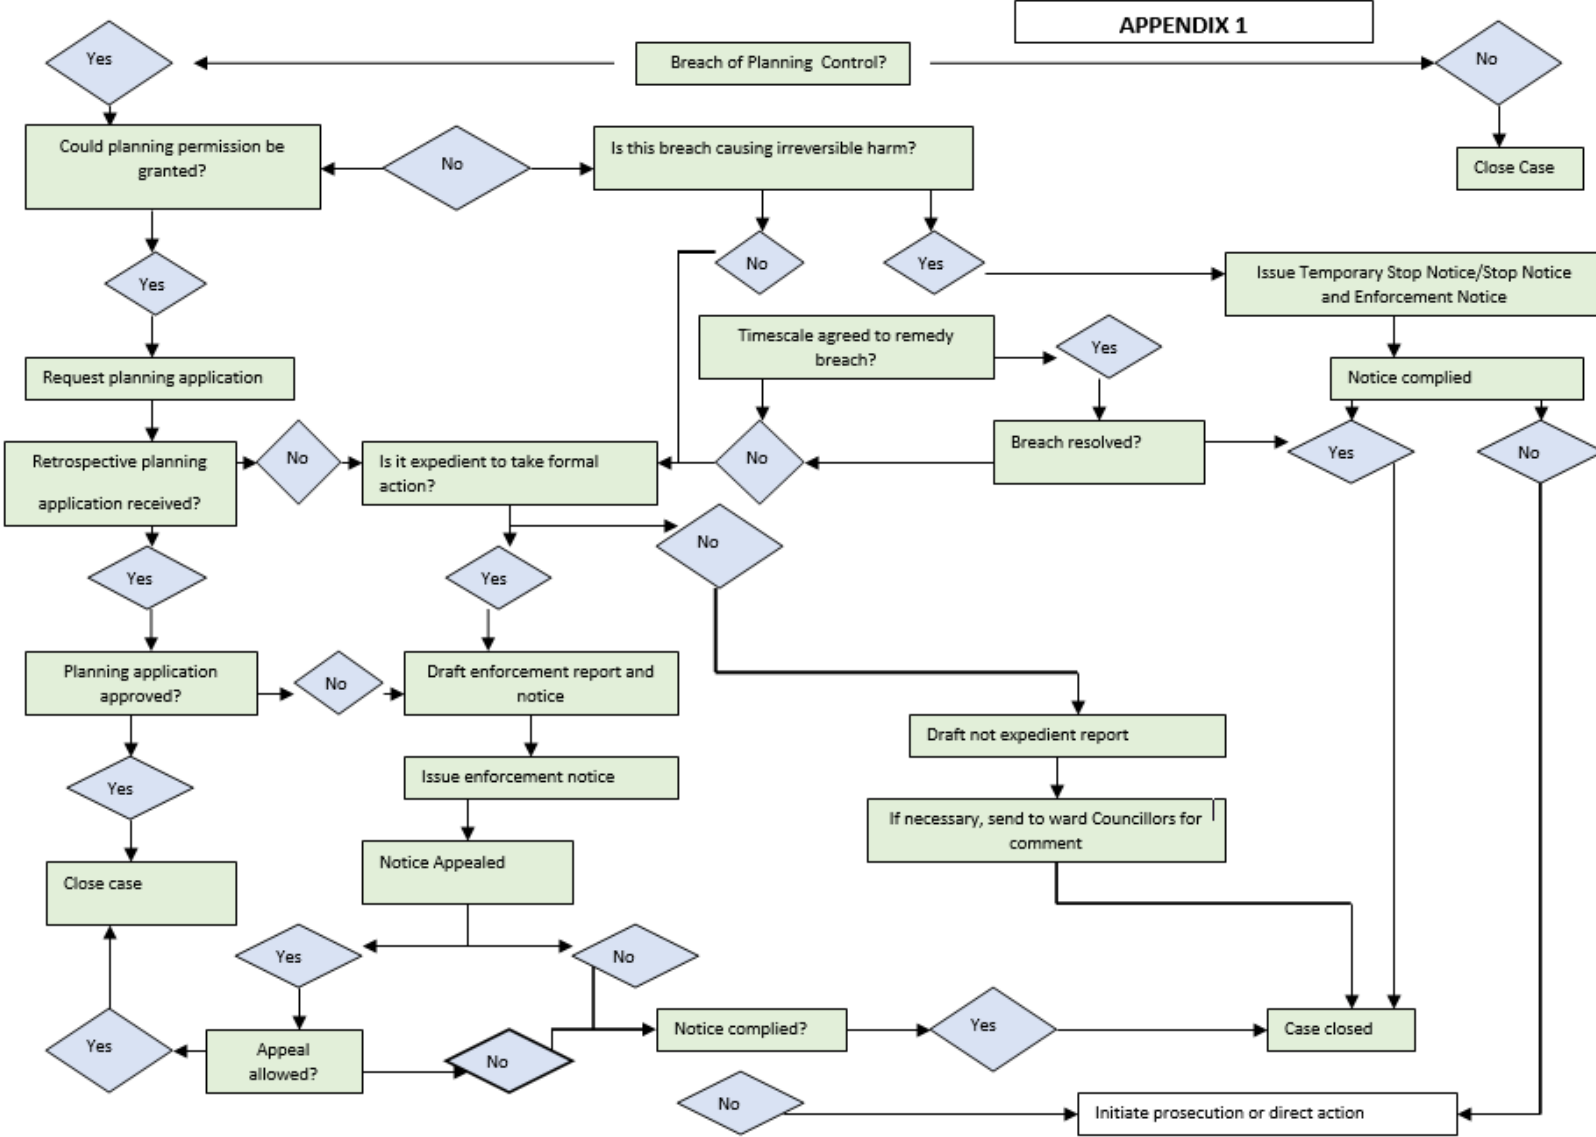 APPENDIX 1
Yes
Breach of Planning Control?
No
Could planning permission be
granted?
No
Is this breach causing irreversible harm?
Close Case
Yes
No
Yes
Issue Temporary Stop Notice/Stop Notice
and Enforcement Notice
Timescale agreed to remedy
breach?
Yes
Request planning application
Notice complied
Retrospective planning
application received?
No
Is it expedient to take formal
action?
No
Breach resolved?
Yes
No
Yes
Yes
No
Planning application
approved?
No
Draft enforcement report and
notice
Draft not expedient report
Yes
Issue enforcement notice
If necessary, send to ward Councillors for
comment
Close case
Notice Appealed
Yes
No
Yes
Appeal
allowed?
No
Notice complied?
Yes
Case closed
No
Initiate prosecution or direct action